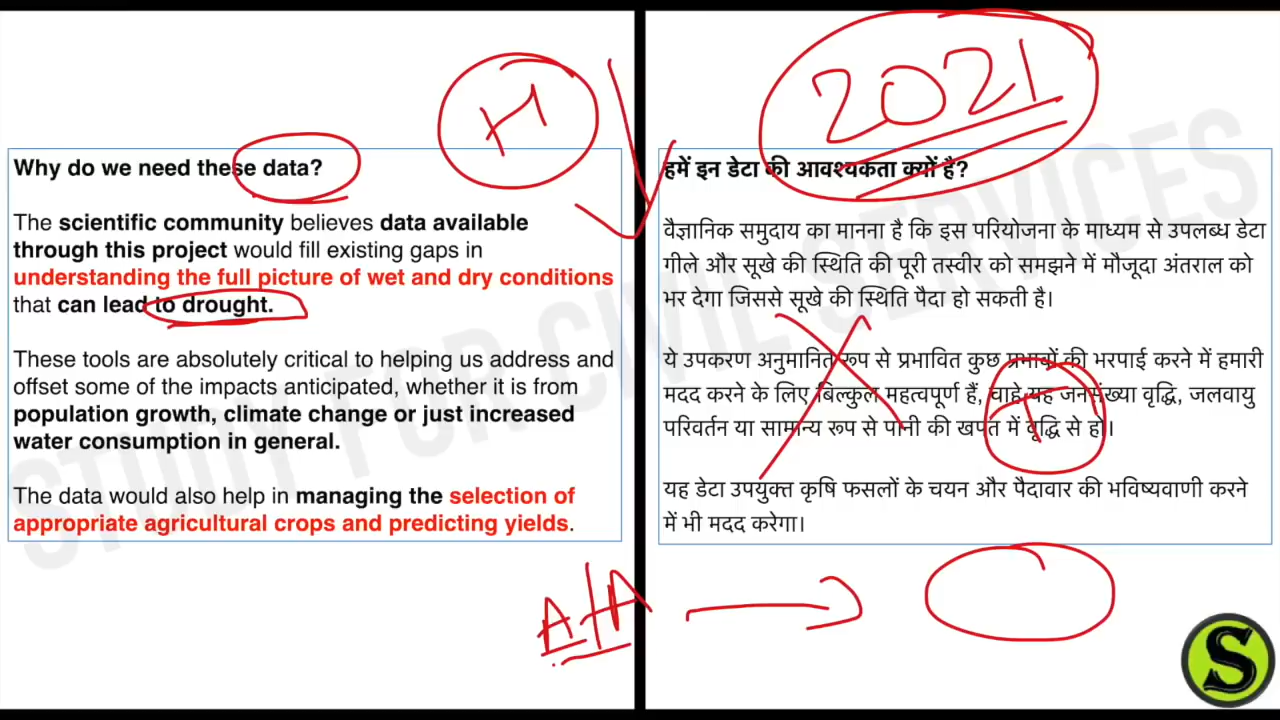 Why do we need these data?
The scientific community believes data available
through this project would fill existing gaps in
understanding the full picture of wet and dry conditions
that can lead to drought.
These tools are absolutely critical to helping us address and
offset some of the impacts anticipated, whether it is from
population growth, climate change or just increased
water consumption in general.
The data would also help in managing the selection of
appropriate agricultural crops and predicting yields.
H
2021
हमें इन डेटा की आवश्यकता क्यों है?
वैज्ञानिक समुदाय का मानना है कि इस परियोजना के माध्यम से उपलब्ध डेटा
गीले और सूखे की स्थिति की पूरी तस्वीर को समझने में मौजूदा अंतराल को
भर देगा जिससे सूखे की स्थिति पैदा हो सकती है।
ये उपकरण अनुमानित रूप से प्रभावित कुछ प्रभावों की भरपाई करने में हमारी
मदद करने के लिए बिल्कुल महत्वपूर्ण हैं, चाहे यह जनसंख्या वृद्धि, जलवायु
परिवर्तन या सामान्य रूप से पानी की खपत में वृद्धि से हो।
T
यह डेटा उपयुक्त कृषि फसलों के चयन और पैदावार की भविष्यवाणी करने
में भी मदद करेगा।
A/A
STUDY FOR CIVIL SERVICES
S